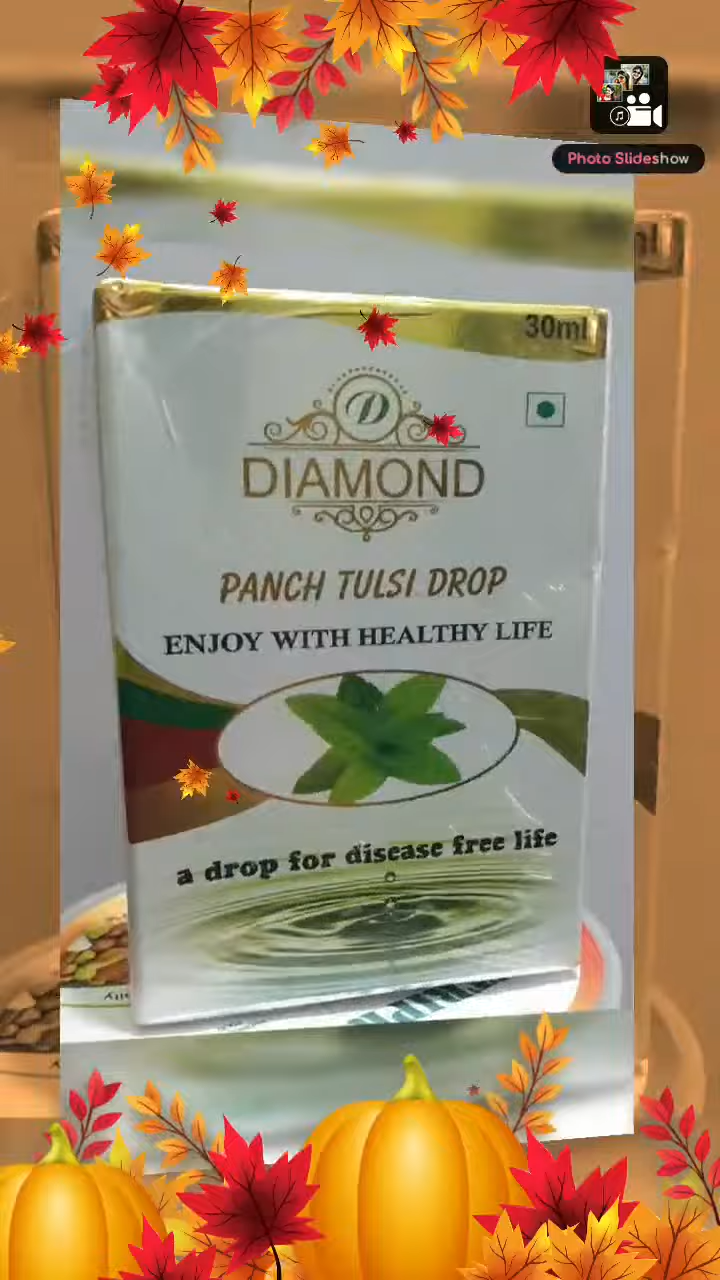 Photo Slideshow
30ml
D
DIAMOND
PANCH TULSI DROP
ENJOY WITH HEALTHY LIFE
a drop for disease free life